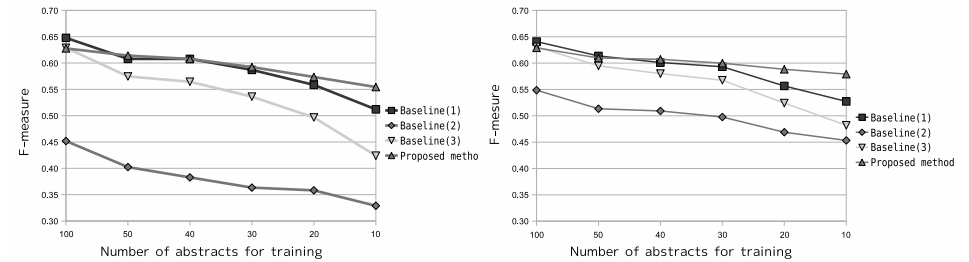 0.70
0.65
0.60
0.55
0.50
0.45
0.40
0.35
0.30
F-measure
100 50 40 30 20 10
Number of abstracts for training
Baseline(1)
Baseline(2)
Baseline(3)
Proposed metho
0.70
0.65
0.60
0.55
0.50
0.45
0.40
0.35
0.30
F-mesure
100 50 40 30 20 10
Number of abstracts for training
Baseline(1)
Baseline(2)
Baseline(3)
Proposed method